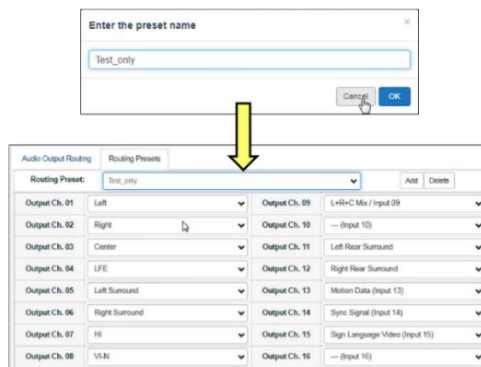 Enter the preset name
×
Test_only
Cancel OK
Audio Output Routing Routing Presets
Routing Preset: Test_only Add Delete
Output Ch. 01 Left Output Ch. 09 L+R+C Mix / Input 09
Output Ch. 02 Right Output Ch. 10 --- (Input 10)
Output Ch. 03 Center Output Ch. 11 Left Rear Surround
Output Ch. 04 LFE Output Ch. 12 Right Rear Surround
Output Ch. 05 Left Surround Output Ch. 13 Motion Data (Input 13)
Output Ch. 06 Right Surround Output Ch. 14 Sync Signal (Input 14)
Output Ch. 07 HI Output Ch. 15 Sign Language Video (Input 15)
Output Ch. 08 VI-N Output Ch. 16 --- (Input 16)